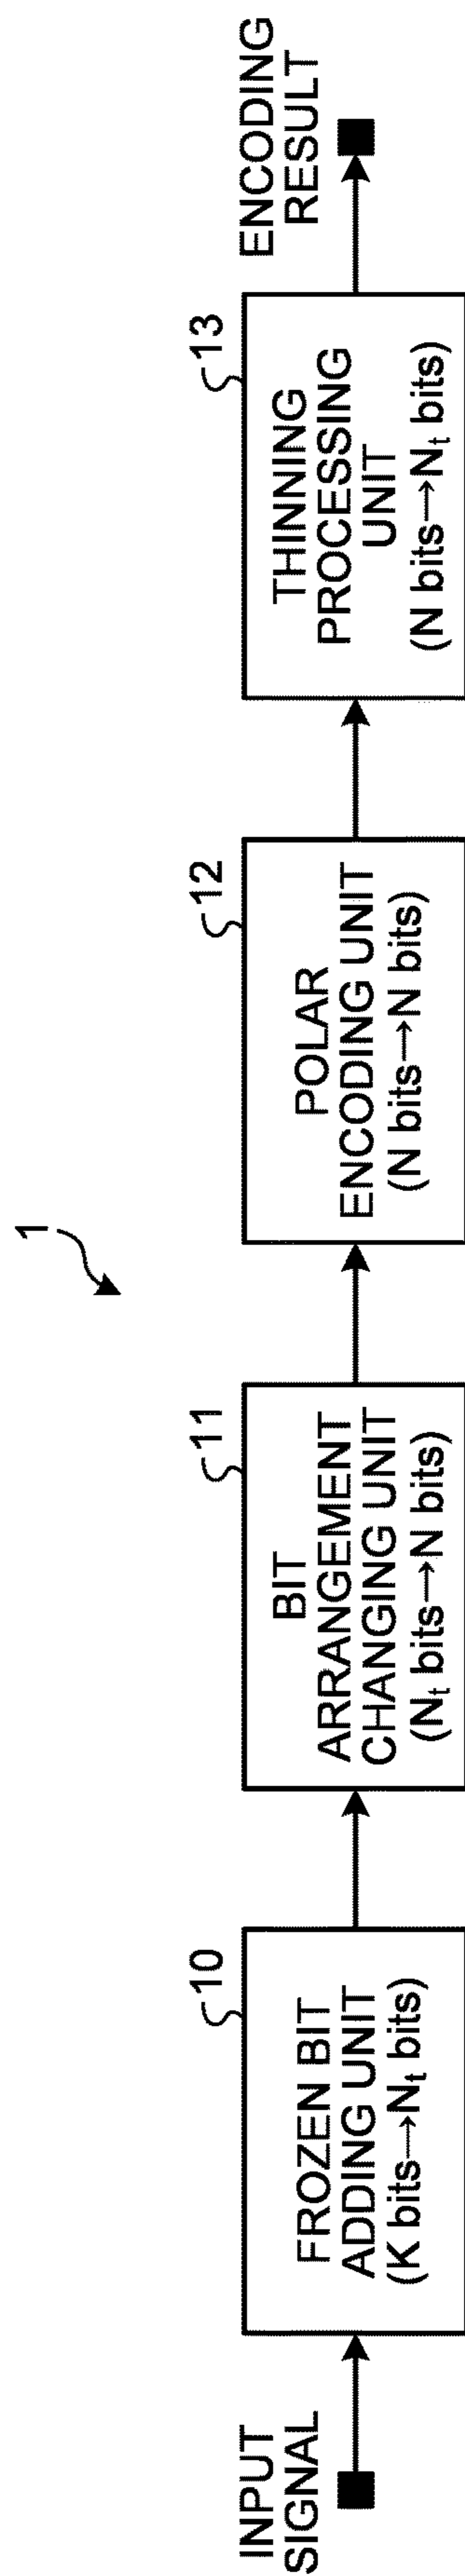 1
INPUT
SIGNAL
10
FROZEN BIT
ADDING UNIT
(K bits→Nt bits)
11
BIT
ARRANGEMENT
CHANGING UNIT
(Nt bits→N bits)
12
POLAR
ENCODING UNIT
(N bits→N bits)
13
THINNING
PROCESSING
UNIT
(N bits→Nt bits)
ENCODING
RESULT